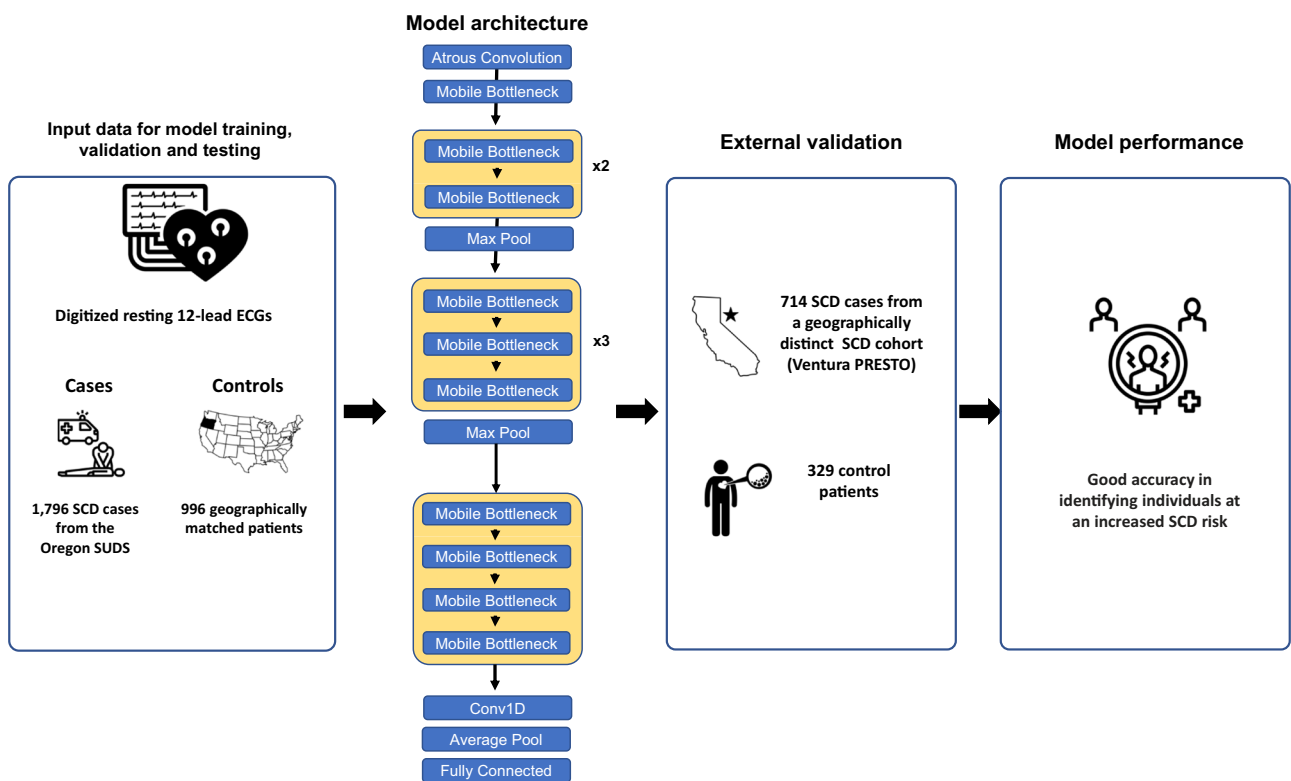 Model architecture
Atrous Convolution
Mobile Bottleneck
Mobile Bottleneck
Mobile Bottleneck
x2
Max Pool
Mobile Bottleneck
Mobile Bottleneck
Mobile Bottleneck
x3
Max Pool
Mobile Bottleneck
Mobile Bottleneck
Mobile Bottleneck
Mobile Bottleneck
Conv1D
Average Pool
Fully Connected
Input data for model training,
validation and testing
Digitized resting 12-lead ECGs
Cases
1,796 SCD cases
from the
Oregon SUDS
Controls
996 geographically
matched patients
External validation
714 SCD cases from
a geographically
distinct SCD cohort
(Ventura PRESTO)
329 control
patients
Model performance
Good accuracy in
identifying individuals at
an increased SCD risk